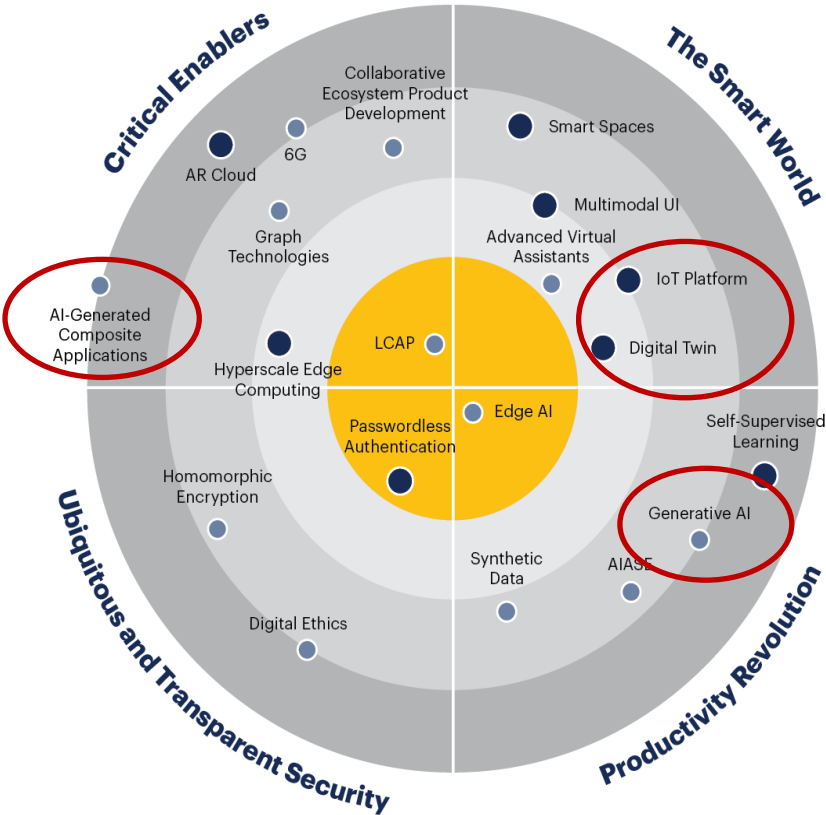 Critical Enablers
The Smart World
Collaborative
Ecosystem Product
Development
6G
AR Cloud
Graph
Technologies
AI-Generated
Composite
Applications
Hyperscale Edge
Computing
LCAP
Smart Spaces
Multimodal UI
Advanced Virtual
Assistants
IoT Platform
Digital Twin
Passwordless
Authentication
Homomorphic
Encryption
Digital Ethics
Ubiquitous and Transparent Security
Edge AI
Self-Supervised
Learning
Generative AI
AIASE
Synthetic
Data
Productivity Revolution